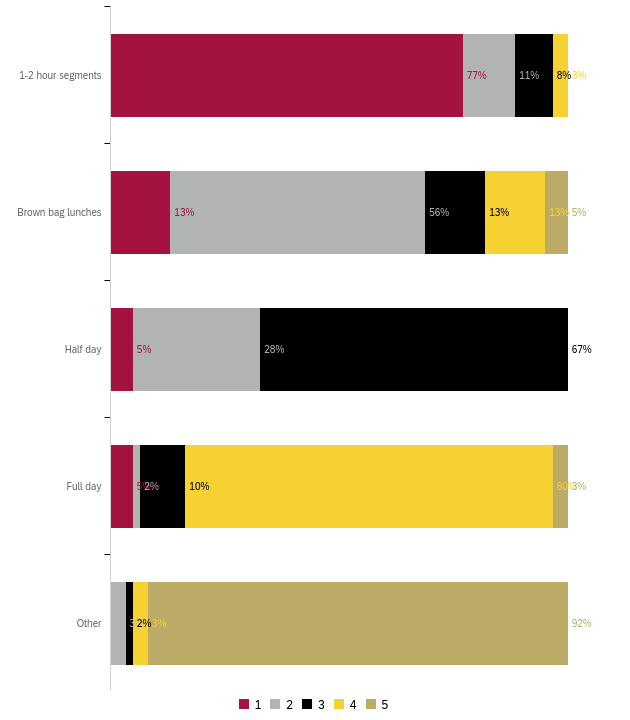 1-2 hour segments 77% 11% 8% 3%
Brown bag lunches 13% 56% 13% 13% 5%
Half day 5% 28% 67%
Full day 2% 10% 3%
Other 2% 3% 92%
1 2 3 4 5